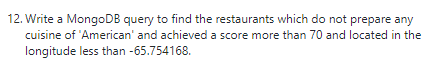 12. Write a MongoDB query to find the restaurants which do not prepare any
cuisine of 'American' and achieved a score more than 70 and located in the
longitude less than -65.754168.